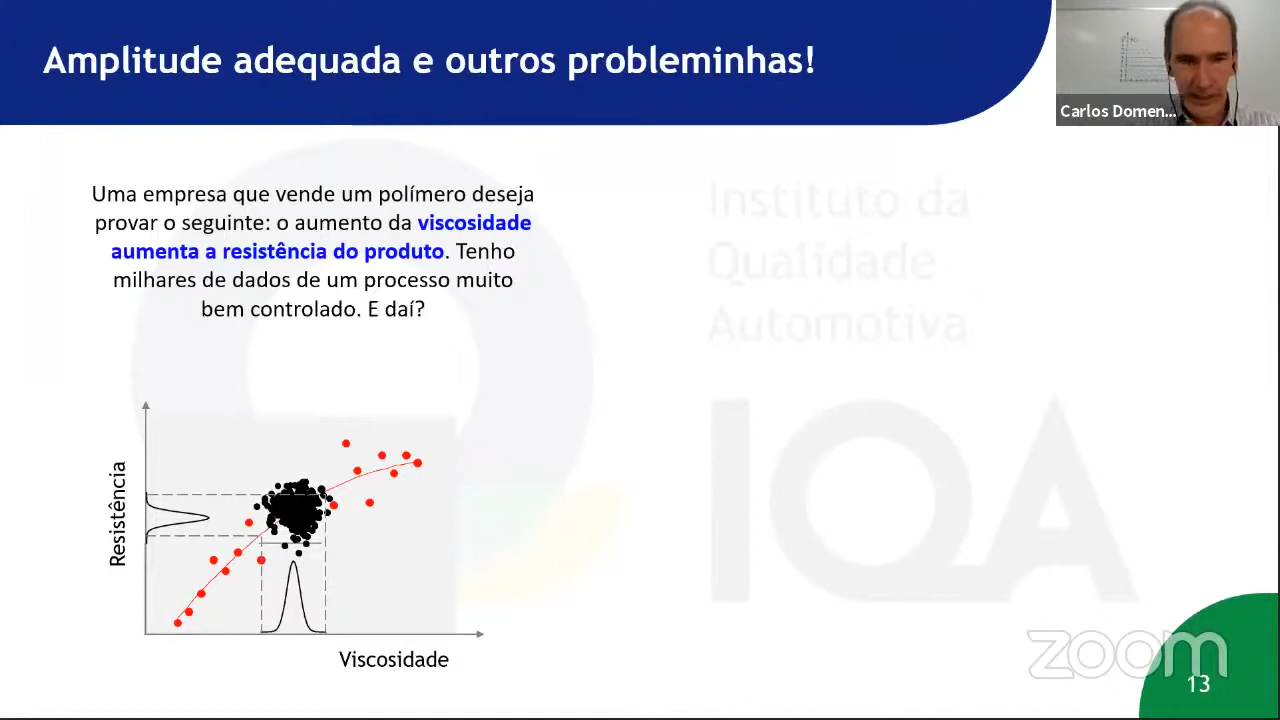 Amplitude adequada e outros probleminhas!
Carlos Domen...
Uma empresa que vende um polímero deseja
provar o seguinte: o aumento da viscosidade
aumenta a resistência do produto. Tenho
milhares de dados de um processo muito
bem controlado. E daí?
Instituto da
Qualidade
Automotiva
IQA
Resistência
Viscosidade
zoom
13